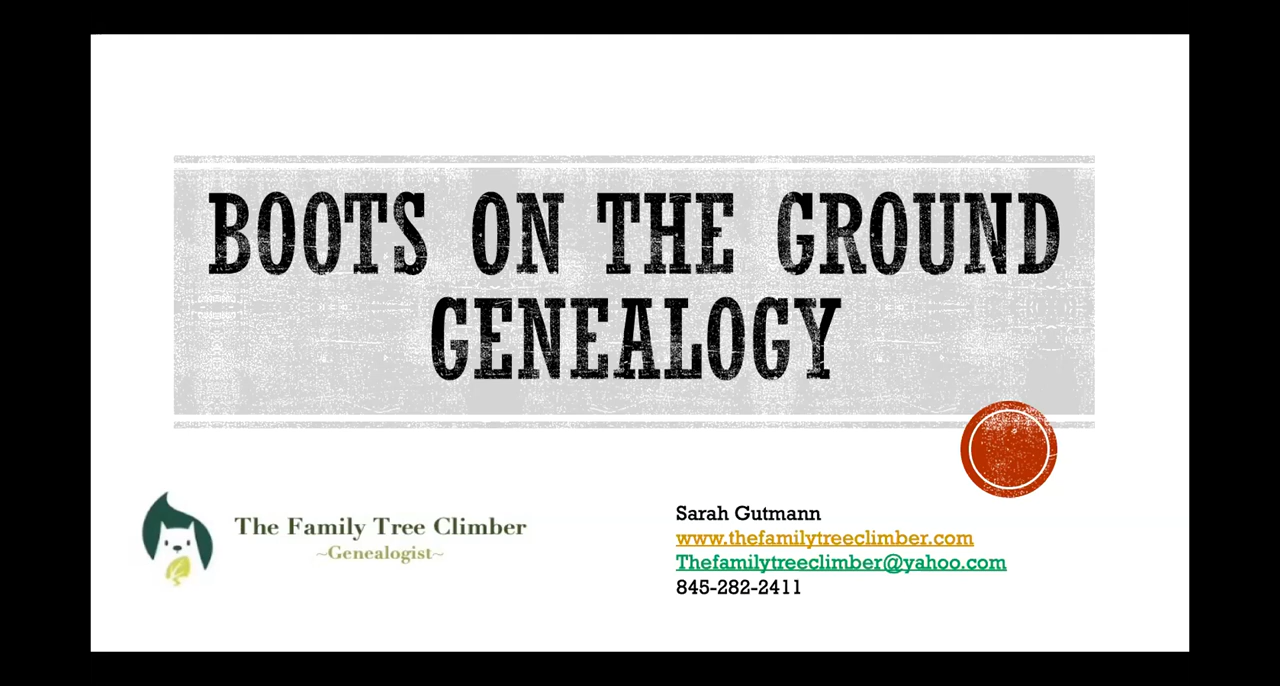 BOOTS ON THE GROUND
GENEALOGY
The Family Tree Climber
~Genealogist~
Sarah Gutmann
www.thefamilytreeclimber.com
Thefamilytreeclimber@yahoo.com
845-282-2411